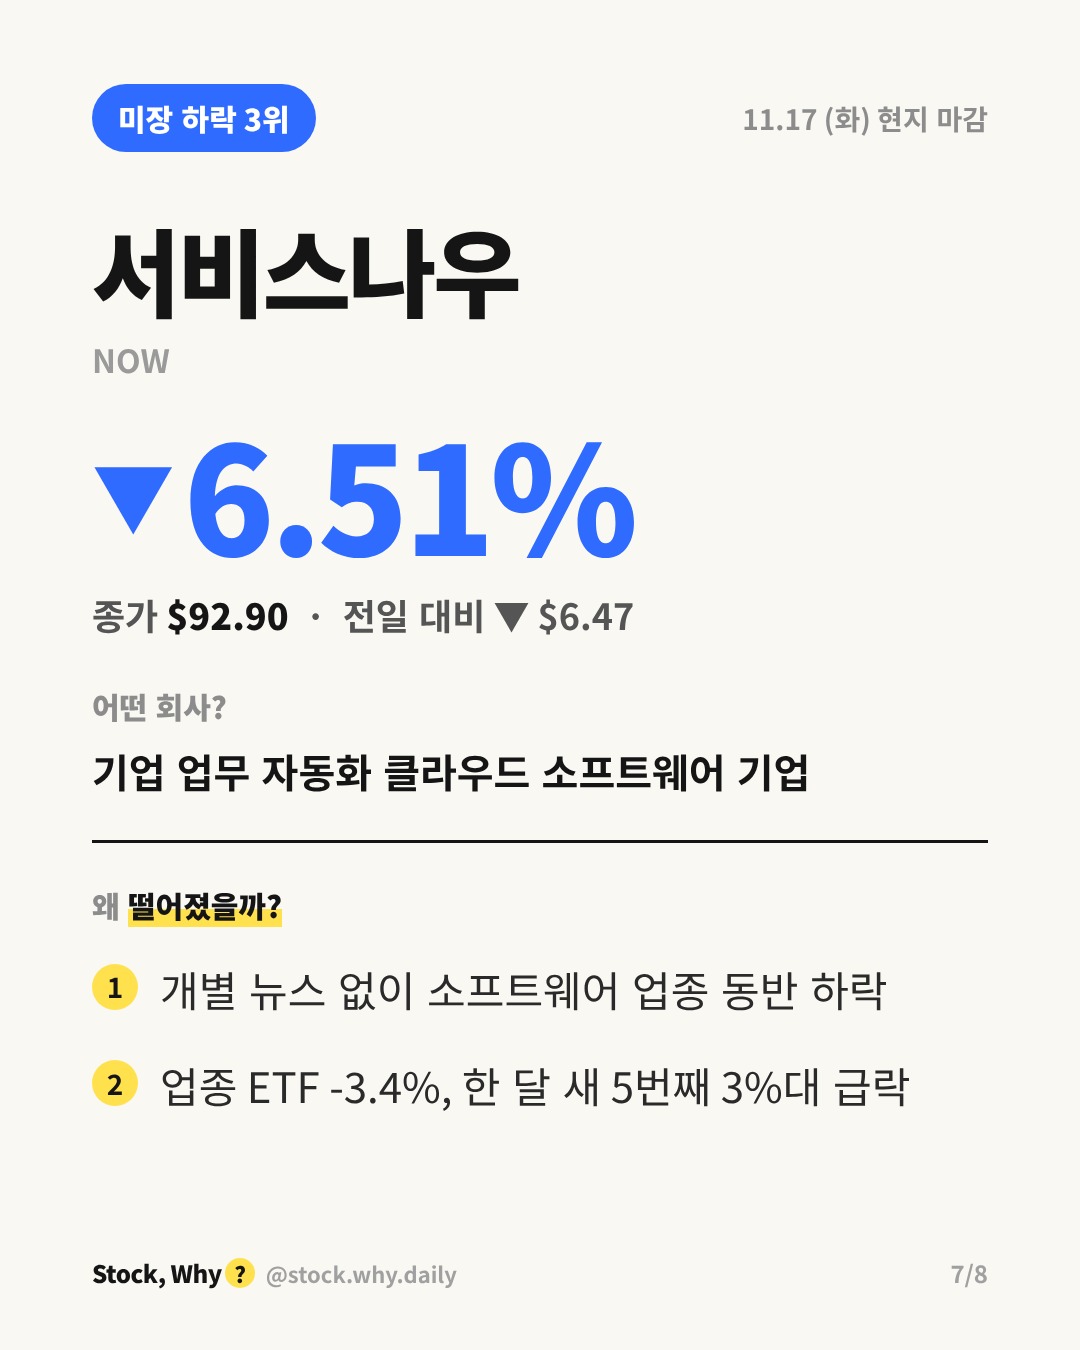 미장 하락 3위
11.17 (화) 현지 마감
서비스나우
NOW
▼6.51%
종가 $92.90 · 전일 대비 ▼ $6.47
어떤 회사?
기업 업무 자동화 클라우드 소프트웨어 기업
왜 떨어졌을까?
1 개별 뉴스 없이 소프트웨어 업종 동반 하락
2 업종 ETF -3.4%, 한 달 새 5번째 3%대 급락
Stock, Why ? @stock.why.daily
7/8